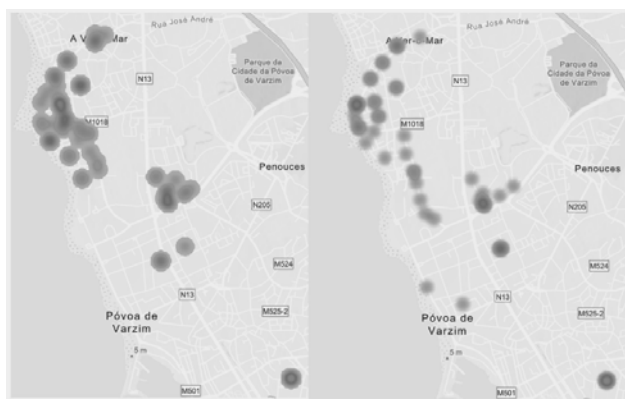 Rua José André
A V Mar
Parque da
Cidade da Póvoa
de Varzim
N13
M1018
Penouces
N205
M524
N13
M525-2
Póvoa de
Varzim
5 m
M501
Rua José André
A Ver-o-Mar
Parque da
Cidade da Póvoa
de Varzim
N13
M1018
Penouces
N205
M524
N13
M525-2
Póvoa de
Varzim
5 m
M501